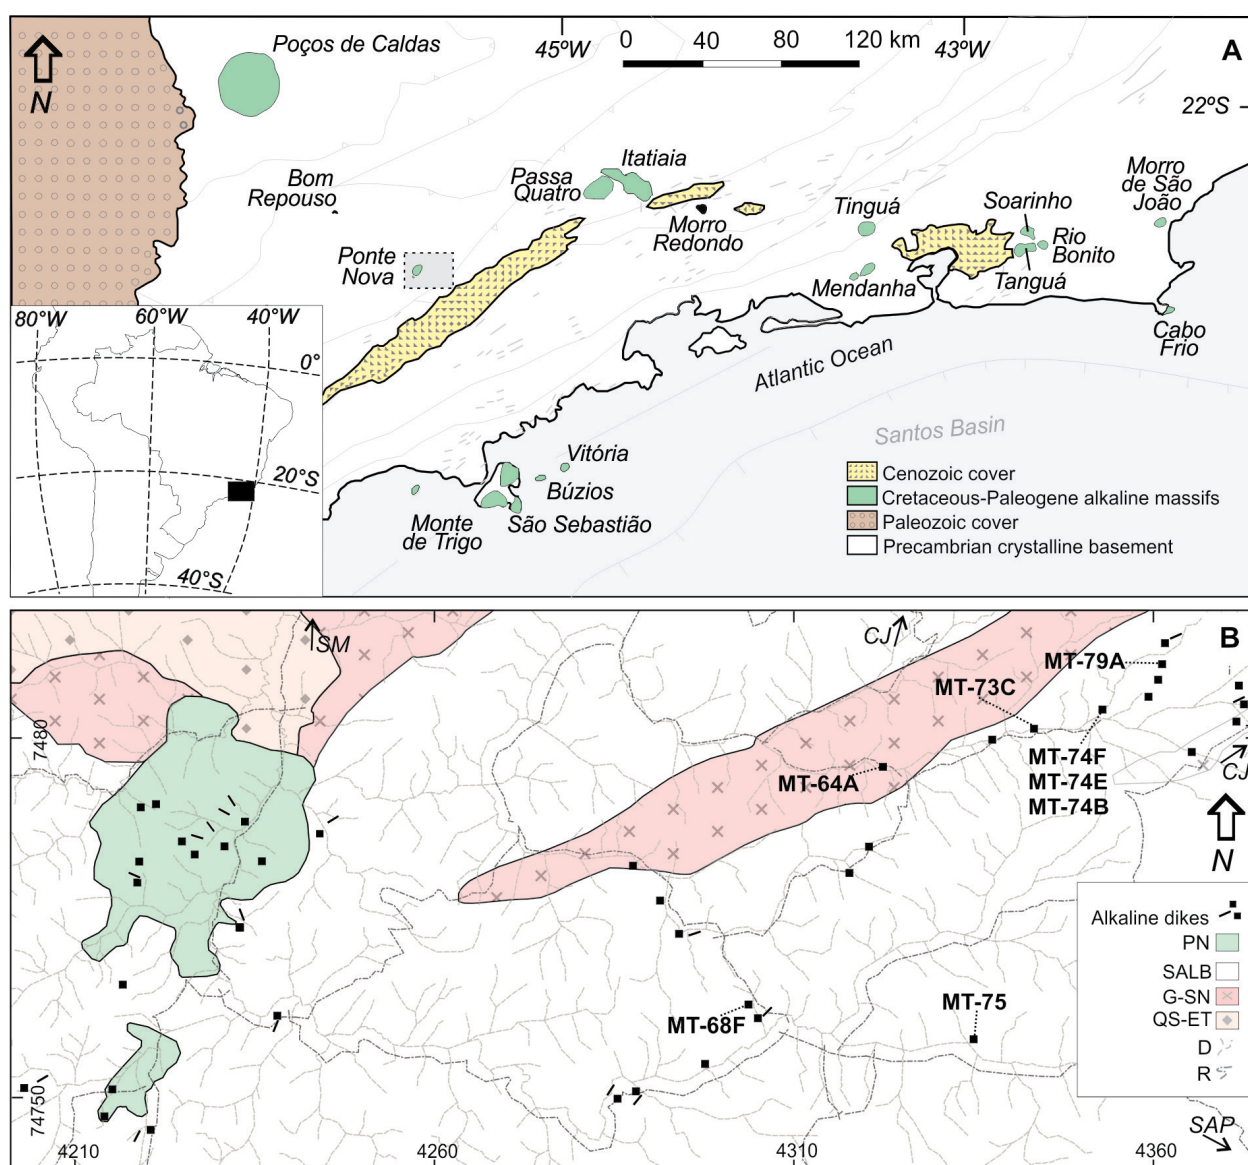 Poços de Caldas
45°W
0 40 80 120 km
43°W
A
N
22ºS
Itatiaia
Passa
Quatro
Bom
Repouso
Morro
de São
João
Soarinho
Tinguá
Morro
Redondo
Rio
Bonito
Ponte
Nova
Mendanha
Tanguá
Cabo
Frio
80°W
60°W
40°W
0°
20°S
40°S
Atlantic Ocean
Santos Basin
Vitória
Búzios
São Sebastião
Monte
de Trigo
Cenozoic cover
Cretaceous-Paleogene alkaline massifs
Paleozoic cover
Precambrian crystalline basement
B
SM
CJ
MT-79A
MT-73C
7480
MT-74F
MT-74E
MT-74B
MT-64A
CJ
N
Alkaline dikes
PN
SALB
G-SN
QS-ET
D
R
MT-68F
MT-75
74750
SAP
4210
4260
4310
4360